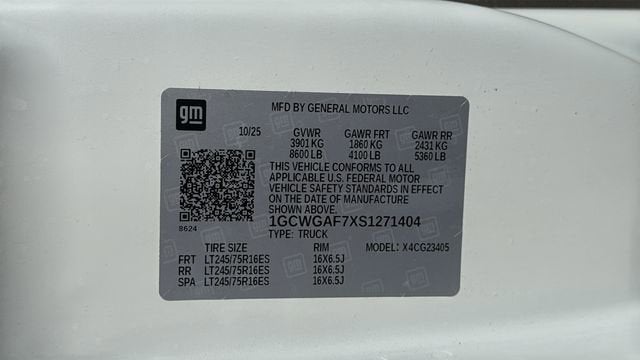 gm
MFD BY GENERAL MOTORS LLC
10/25 GVWR GAWR FRT GAWR RR
3901 KG 1860 KG 2431 KG
8600 LB 4100 LB 5360 LB
THIS VEHICLE CONFORMS TO ALL
APPLICABLE U.S. FEDERAL MOTOR
VEHICLE SAFETY STANDARDS IN EFFECT
ON THE DATE OF MANUFACTURE
SHOWN ABOVE.
8624
1GCWGAF7XS1271404
TYPE: TRUCK
TIRE SIZE RIM MODEL: X4CG23405
FRT LT245/75R16ES 16X6.5J
RR LT245/75R16ES 16X6.5J
SPA LT245/75R16ES 16X6.5J